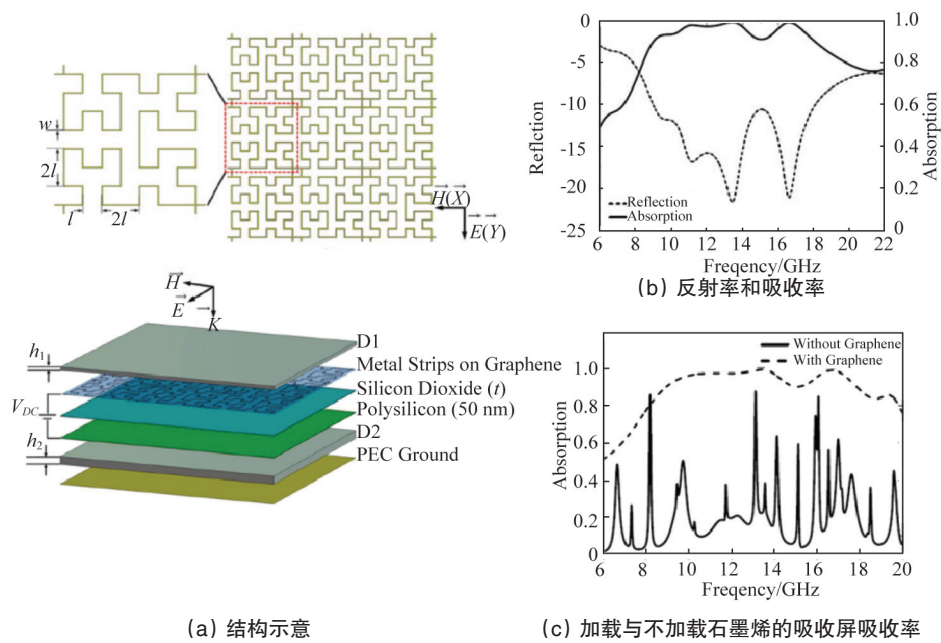 w
2l
l
2l
H(X)
E(Y)
H
E
K
h1
VDC
h2
D1
Metal Strips on Graphene
Silicon Dioxide (t)
Polysilicon (50 nm)
D2
PEC Ground
(a) 结构示意
0
-5
-10
-15
-20
-25
Reflction
1.0
0.8
0.6
0.4
0.2
0
Absorption
Reflection
Absorption
6 8 10 12 14 16 18 20 22
Freqency/GHz
(b) 反射率和吸收率
Without Graphene
With Graphene
1.0
0.8
0.6
0.4
0.2
0
Absorption
6 8 10 12 14 16 18 20
Freqency/GHz
(c) 加载与不加载石墨烯的吸收屏吸收率